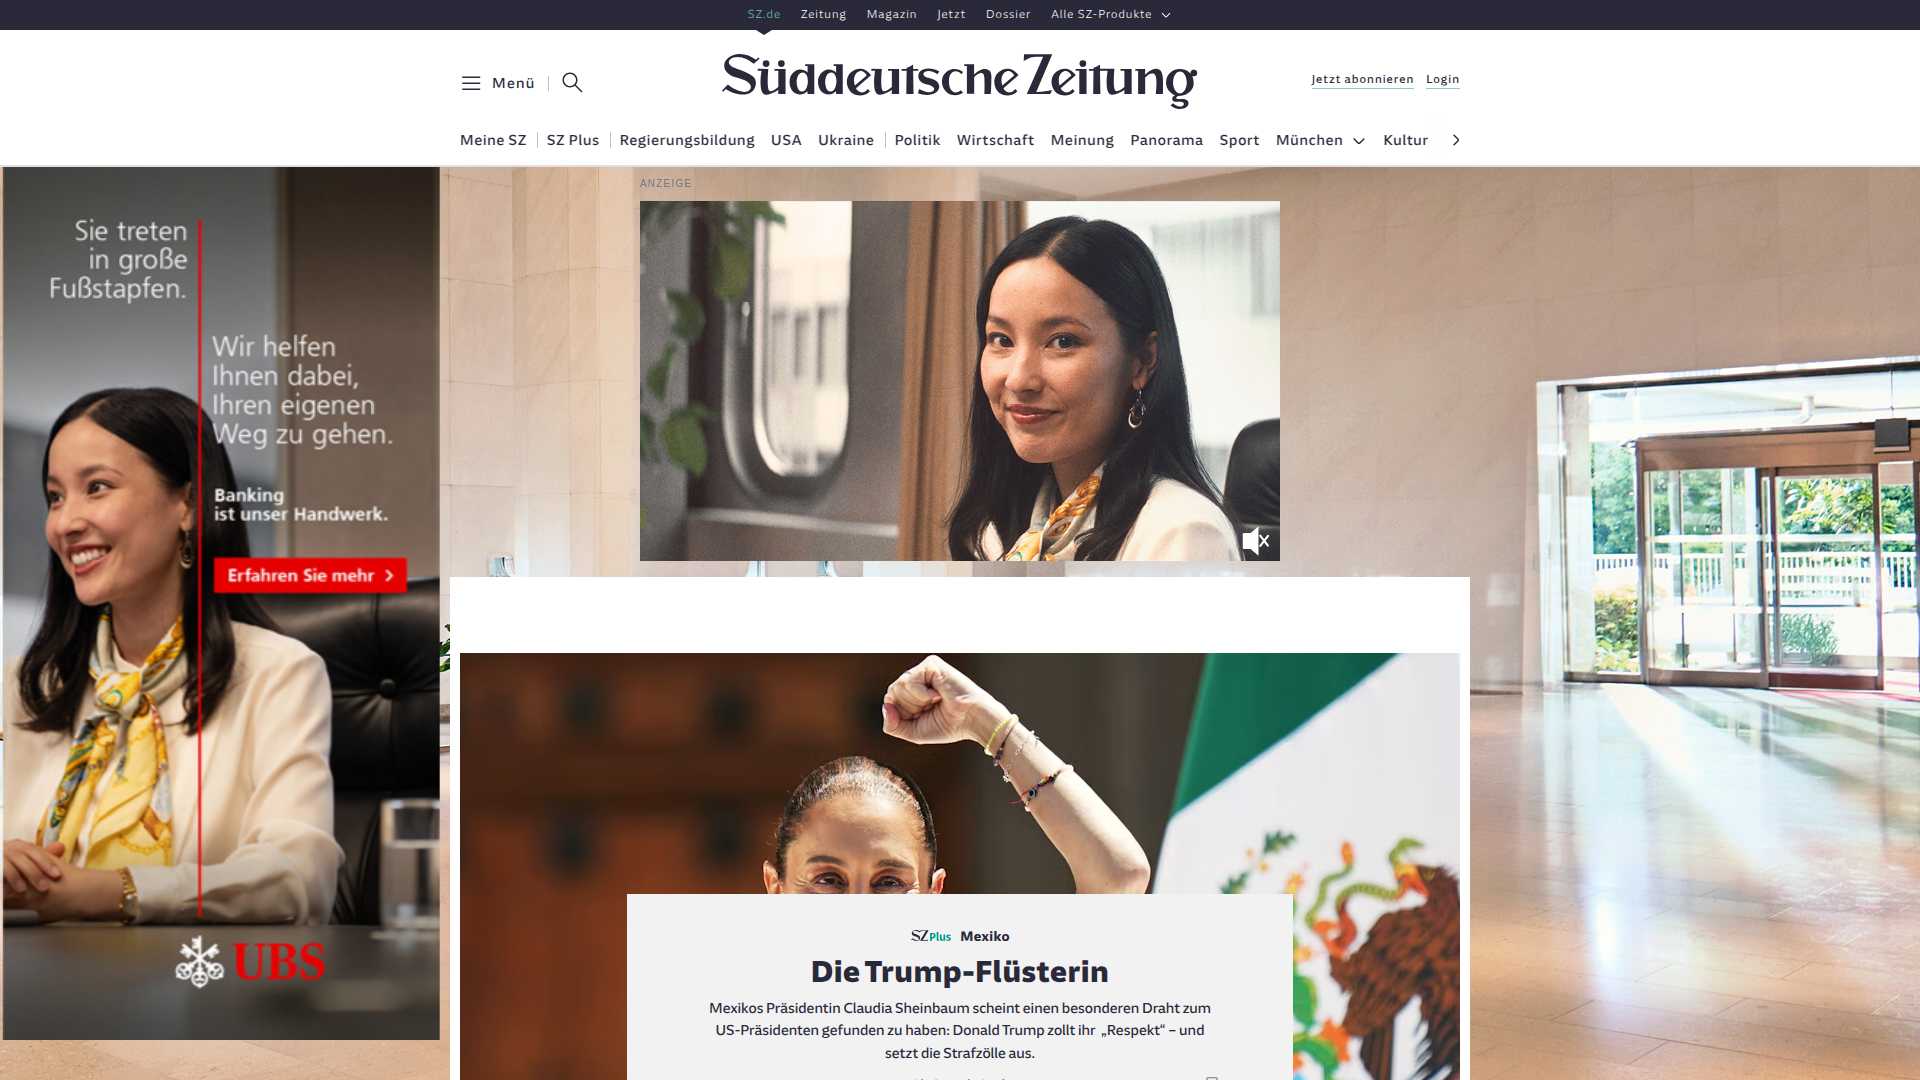 SZ.de Zeitung Magazin Jetzt Dossier Alle SZ-Produkte
Menü
Süddeutsche Zeitung
Jetzt abonnieren Login
Meine SZ SZ Plus Regierungsbildung USA Ukraine Politik Wirtschaft Meinung Panorama Sport München Kultur
ANZEIGE
Sie treten
in große
Fußstapfen.
Wir helfen
Ihnen dabei,
Ihren eigenen
Weg zu gehen.
Banking
ist unser Handwerk.
Erfahren Sie mehr
UBS
SZ Plus Mexiko
Die Trump-Flüsterin
Mexikos Präsidentin Claudia Sheinbaum scheint einen besonderen Draht zum
US-Präsidenten gefunden zu haben: Donald Trump zollt ihr „Respekt“ – und
setzt die Strafzölle aus.